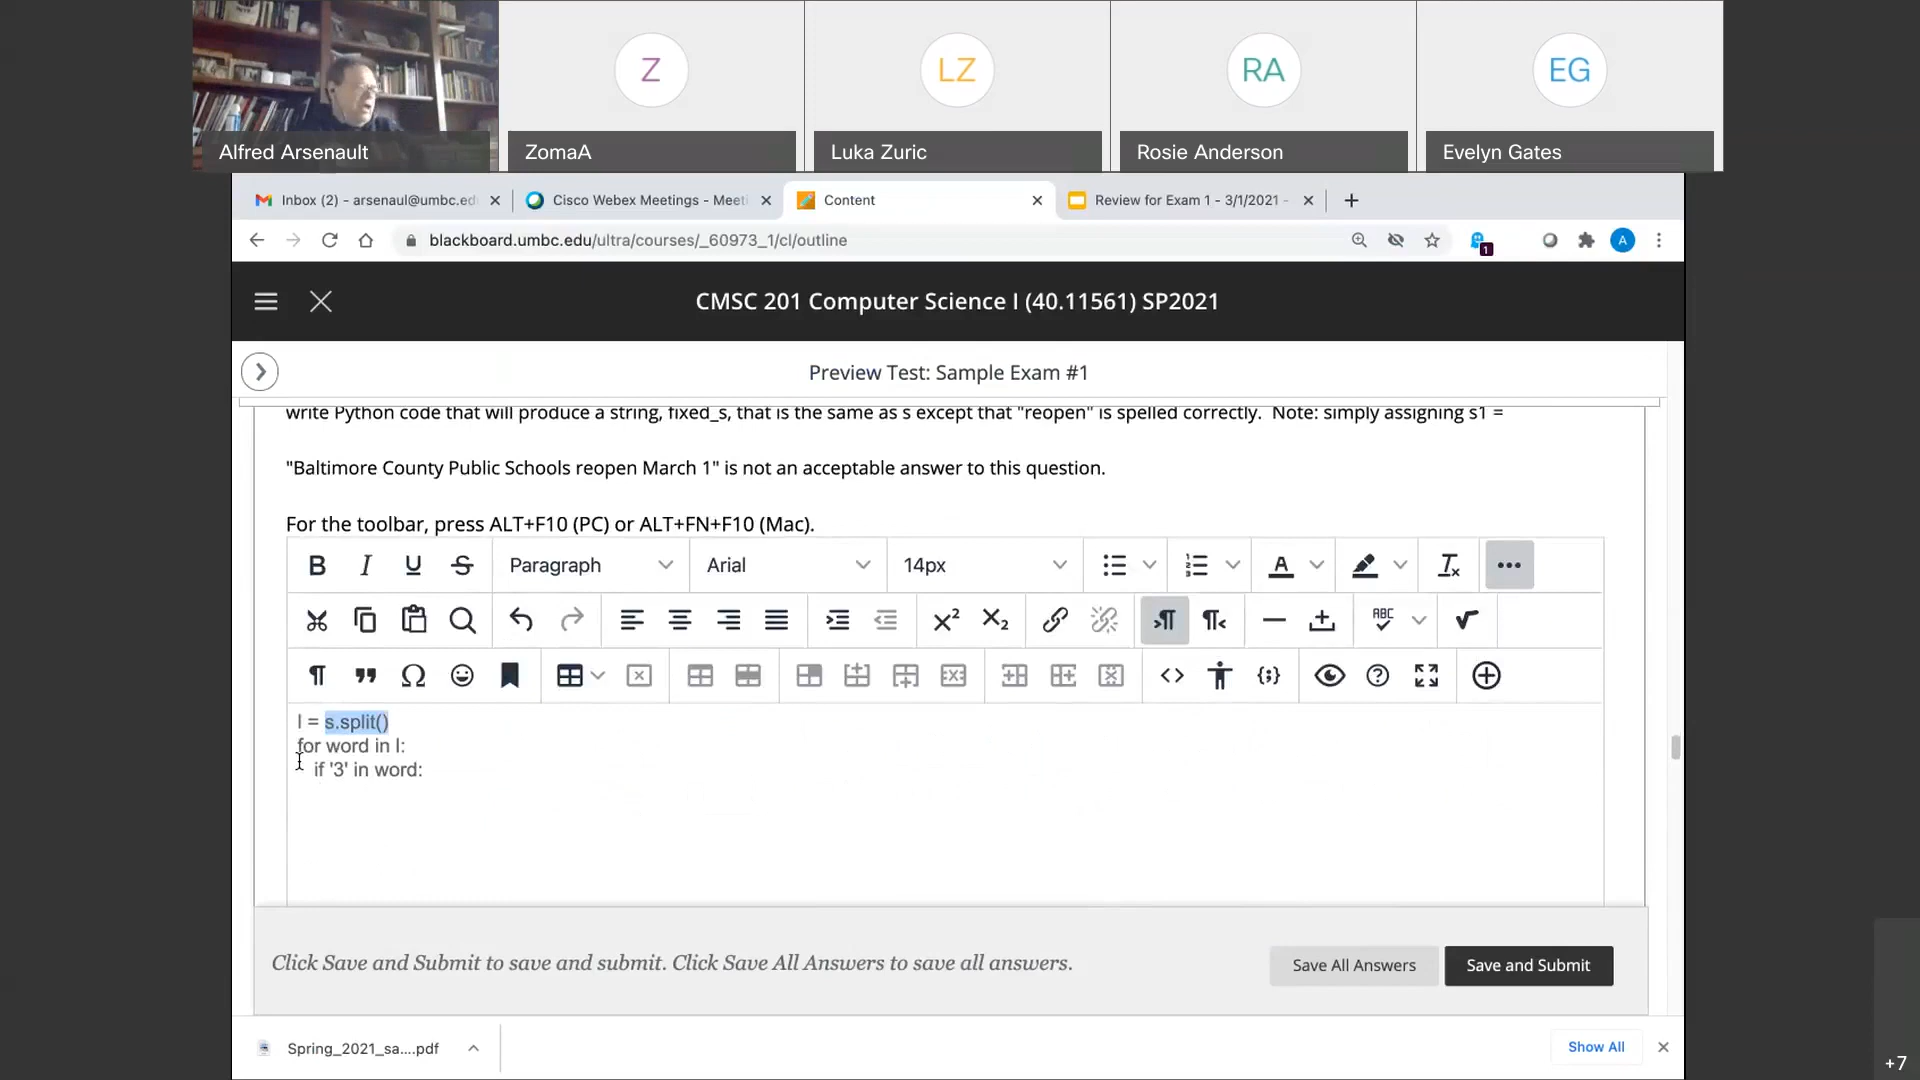 Z
LZ
RA
EG
Alfred Arsenault
ZomaA
Luka Zuric
Rosie Anderson
Evelyn Gates
Inbox (2) - arsenaul@umbc.ed
Cisco Webex Meetings - Meeti
Content
Review for Exam 1 - 3/1/2021 -
blackboard.umbc.edu/ultra/courses/_60973_1/cl/outline
1
A
CMSC 201 Computer Science I (40.11561) SP2021
Preview Test: Sample Exam #1
write Python code that will produce a string, fixed_s, that is the same as s except that "reopen" is spelled correctly. Note: simply assigning s1 =
"Baltimore County Public Schools reopen March 1" is not an acceptable answer to this question.
For the toolbar, press ALT+F10 (PC) or ALT+FN+F10 (Mac).
Paragraph
Arial
14px
l = s.split()
for word in l:
if '3' in word:
Click Save and Submit to save and submit. Click Save All Answers to save all answers.
Save All Answers
Save and Submit
Spring_2021_sa....pdf
Show All
+7